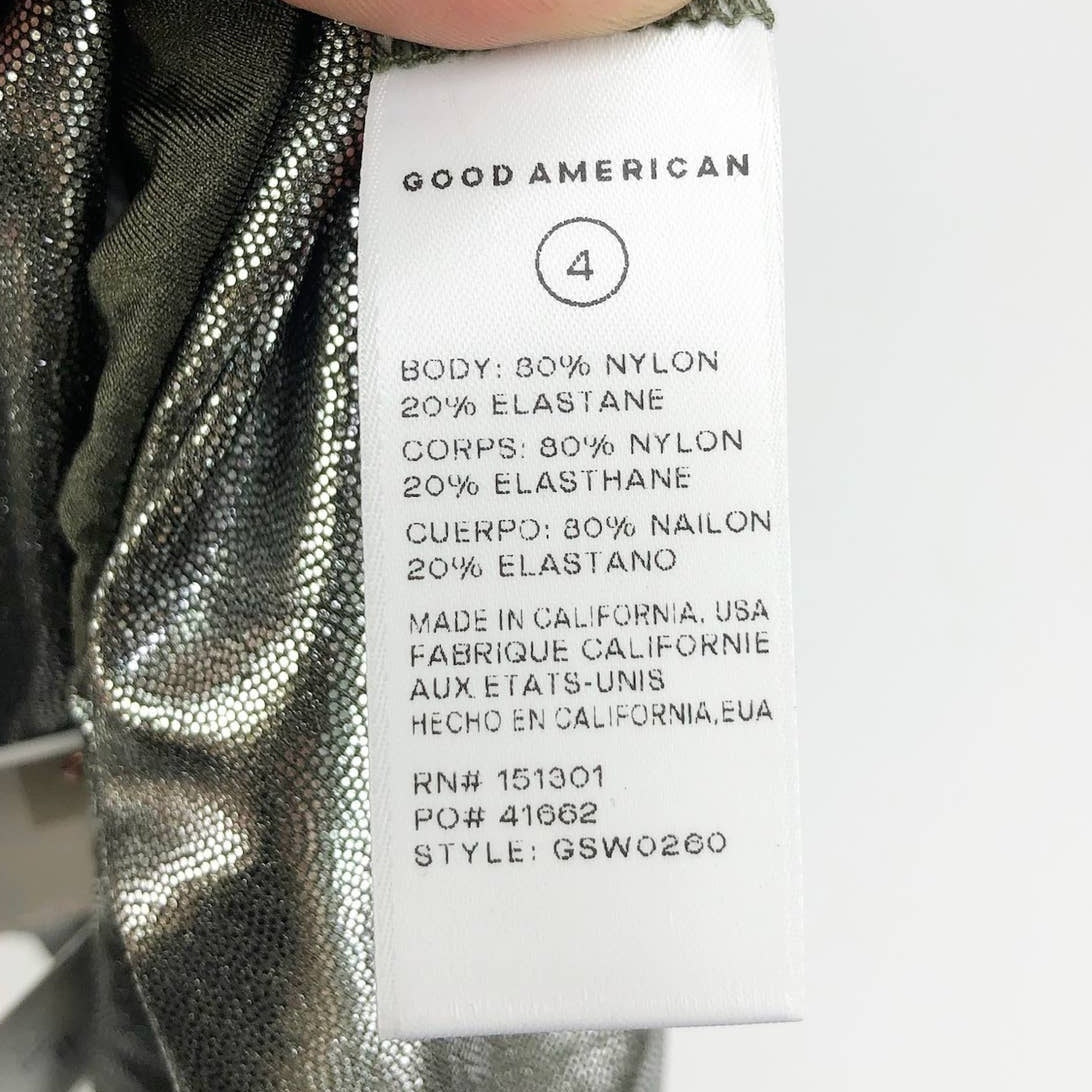 GOOD AMERICAN
4
BODY: 80% NYLON
20% ELASTANE
CORPS: 80% NYLON
20% ELASTHANE
CUERPO: 80% NAILON
20% ELASTANO
MADE IN CALIFORNIA, USA
FABRIQUE CALIFORNIE
AUX ETATS-UNIS
HECHO EN CALIFORNIA,EUA
RN# 151301
PO# 41662
STYLE: GSW0260